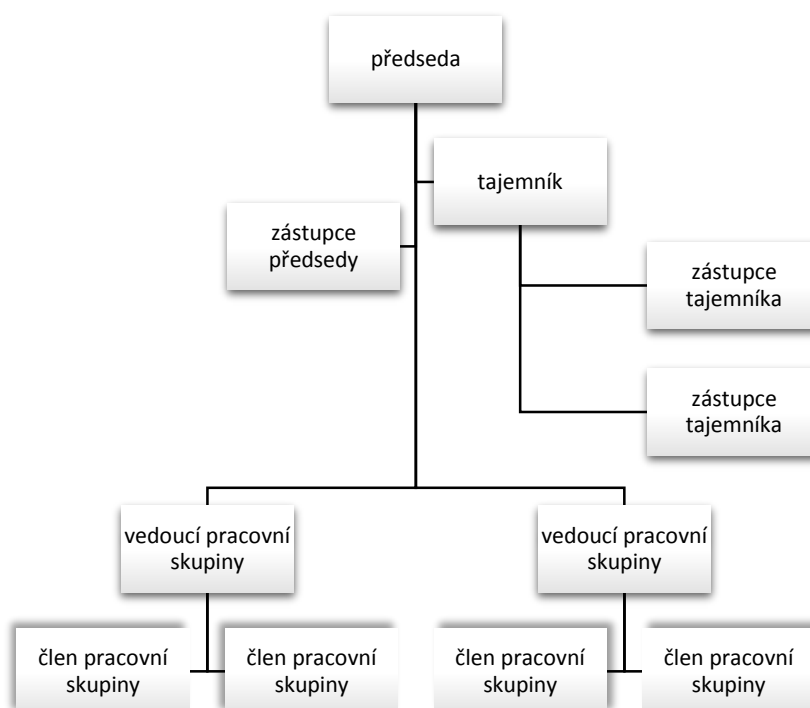 předseda
tajemník
zástupce
předsedy
zástupce
tajemníka
zástupce
tajemníka
vedoucí pracovní
skupiny
vedoucí pracovní
skupiny
člen pracovní
skupiny
člen pracovní
skupiny
člen pracovní
skupiny
člen pracovní
skupiny